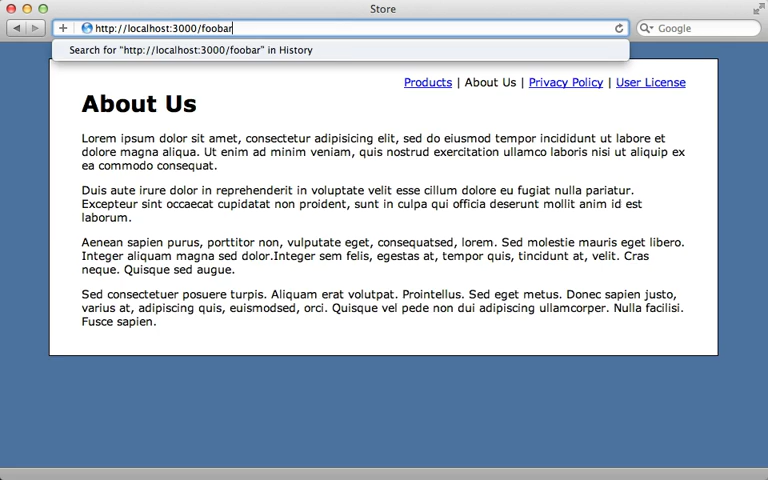 Store
http://localhost:3000/foobar
Google
Search for "http://localhost:3000/foobar" in History
Products | About Us | Privacy Policy | User License
About Us
Lorem ipsum dolor sit amet, consectetur adipisicing elit, sed do eiusmod tempor incididunt ut labore et
dolore magna aliqua. Ut enim ad minim veniam, quis nostrud exercitation ullamco laboris nisi ut aliquip ex
ea commodo consequat.
Duis aute irure dolor in reprehenderit in voluptate velit esse cillum dolore eu fugiat nulla pariatur.
Excepteur sint occaecat cupidatat non proident, sunt in culpa qui officia deserunt mollit anim id est
laborum.
Aenean sapien purus, porttitor non, vulputate eget, consequatsed, lorem. Sed molestie mauris eget libero.
Integer aliquam magna sed dolor.Integer sem felis, egestas at, tempor quis, tincidunt at, velit. Cras
neque. Quisque sed augue.
Sed consectetuer posuere turpis. Aliquam erat volutpat. Prointellus. Sed eget metus. Donec sapien justo,
varius at, adipiscing quis, euismodsed, orci. Quisque vel pede non dui adipiscing ullamcorper. Nulla facilisi.
Fusce sapien.